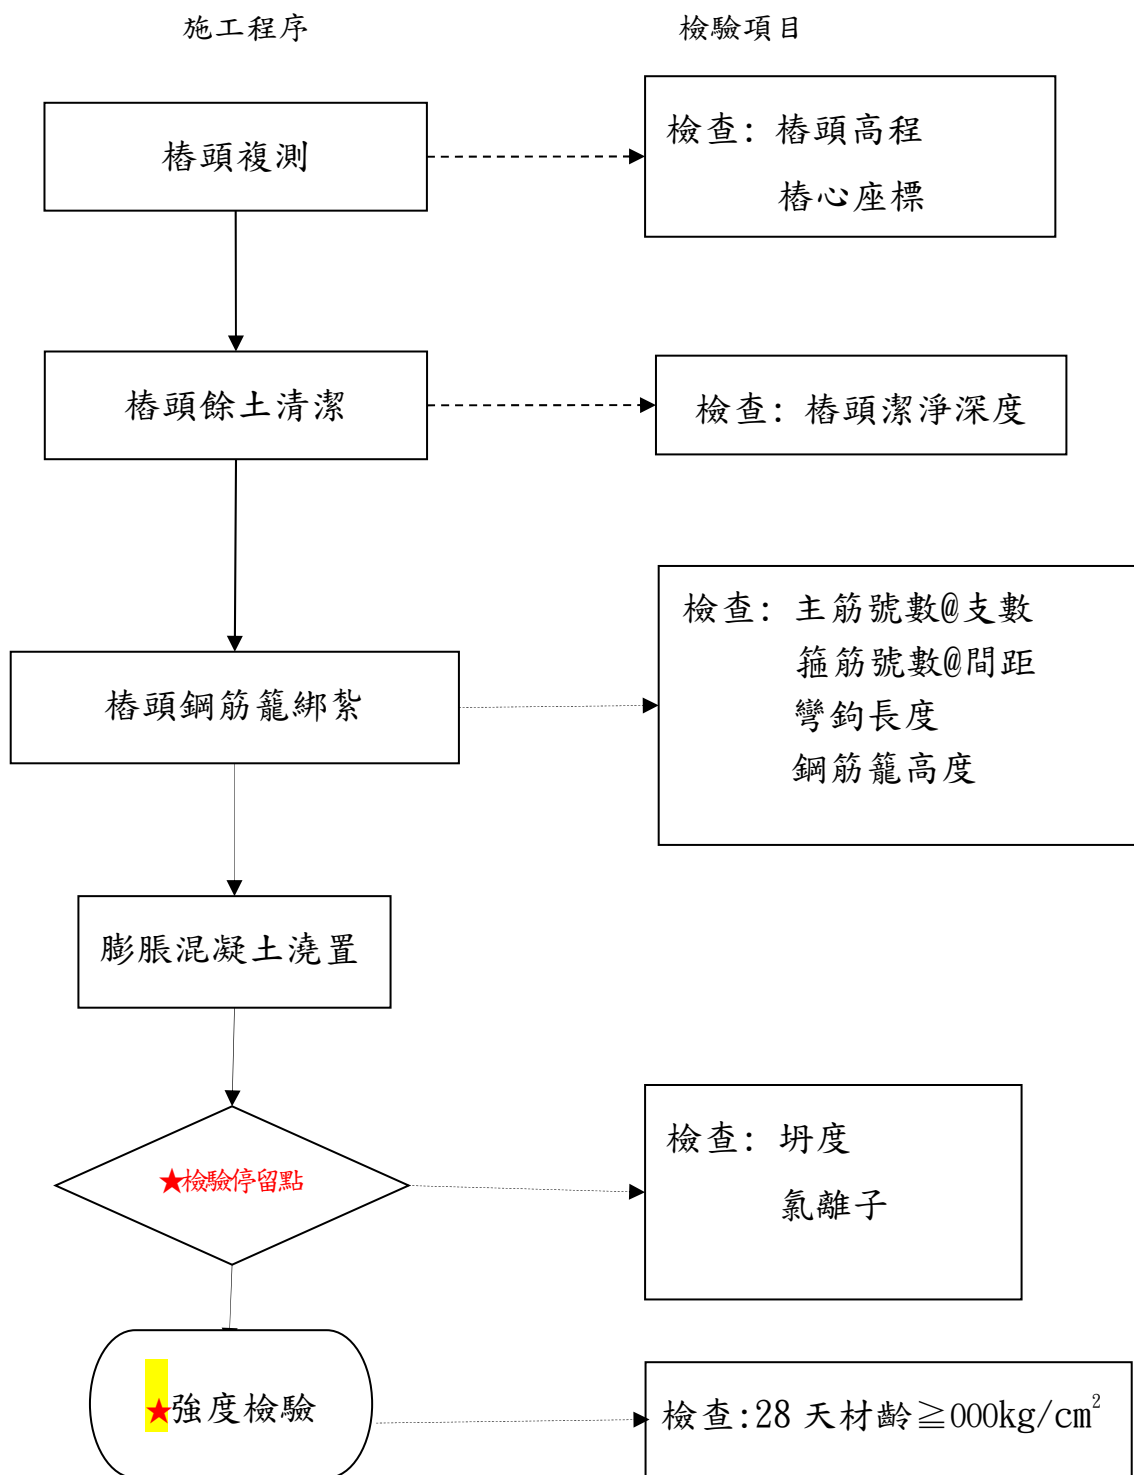 施工程序
檢驗項目
樁頭複測
檢查: 樁頭高程
樁心座標
樁頭餘土清潔
檢查: 樁頭潔淨深度
樁頭鋼筋籠綁紮
檢查: 主筋號數@支數
箍筋號數@間距
彎鉤長度
鋼筋籠高度
膨脹混凝土澆置
★檢驗停留點
檢查: 坍度
氯離子
★強度檢驗
檢查:28 天材齡≧000kg/cm²